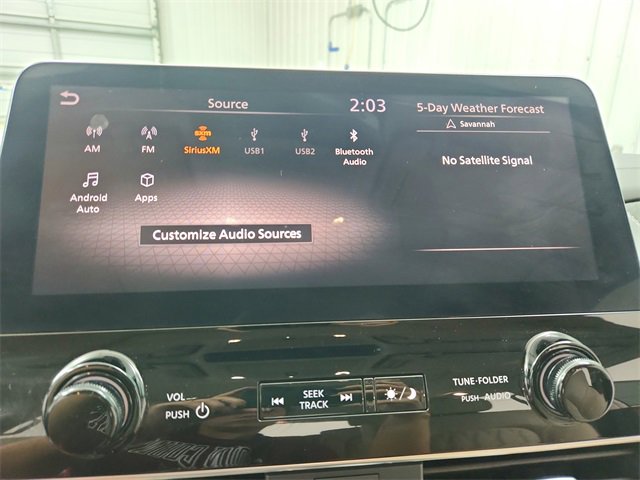 Source
2:03
5-Day Weather Forecast
Savannah
No Satellite Signal
AM
FM
SXM
SiriusXM
USB1
USB2
Bluetooth
Audio
Android
Auto
Apps
Customize Audio Sources
VOL
PUSH
SEEK
TRACK
TUNE·FOLDER
PUSH AUDIO